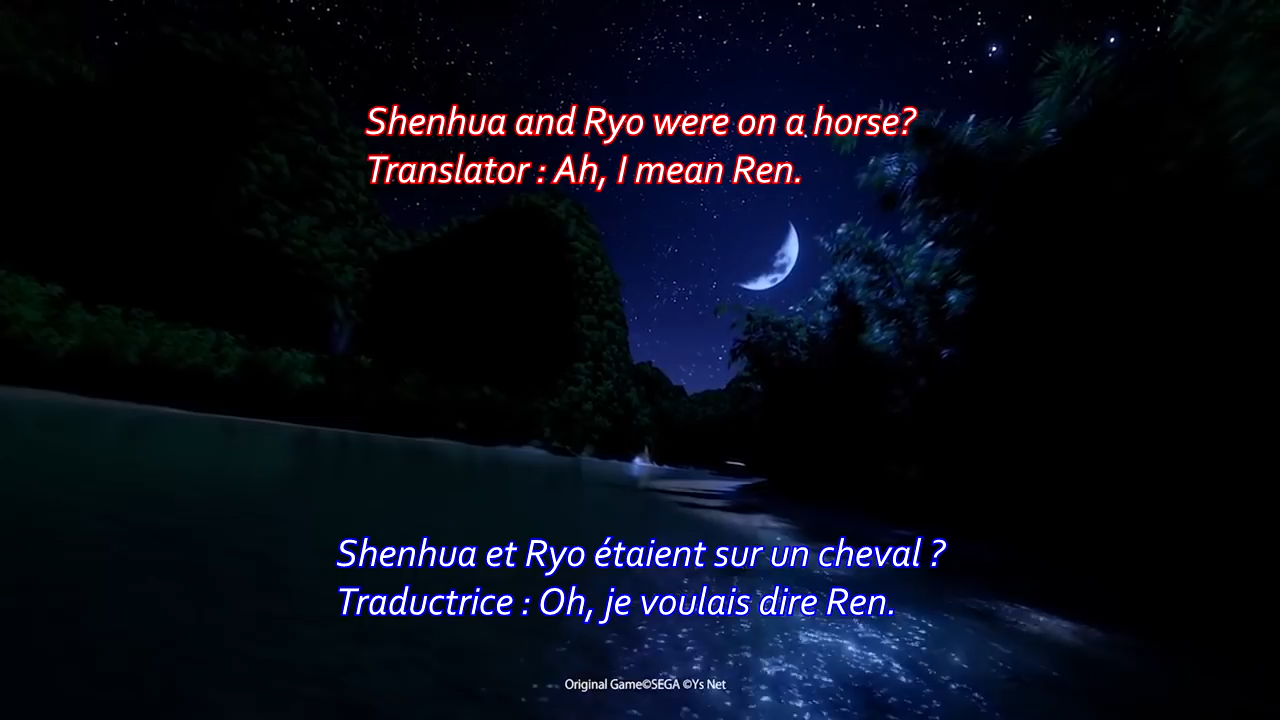 Shenhua and Ryo were on a horse?
Translator : Ah, I mean Ren.
Shenhua et Ryo étaient sur un cheval ?
Traductrice : Oh, je voulais dire Ren.
Original Game©SEGA ©Ys Net